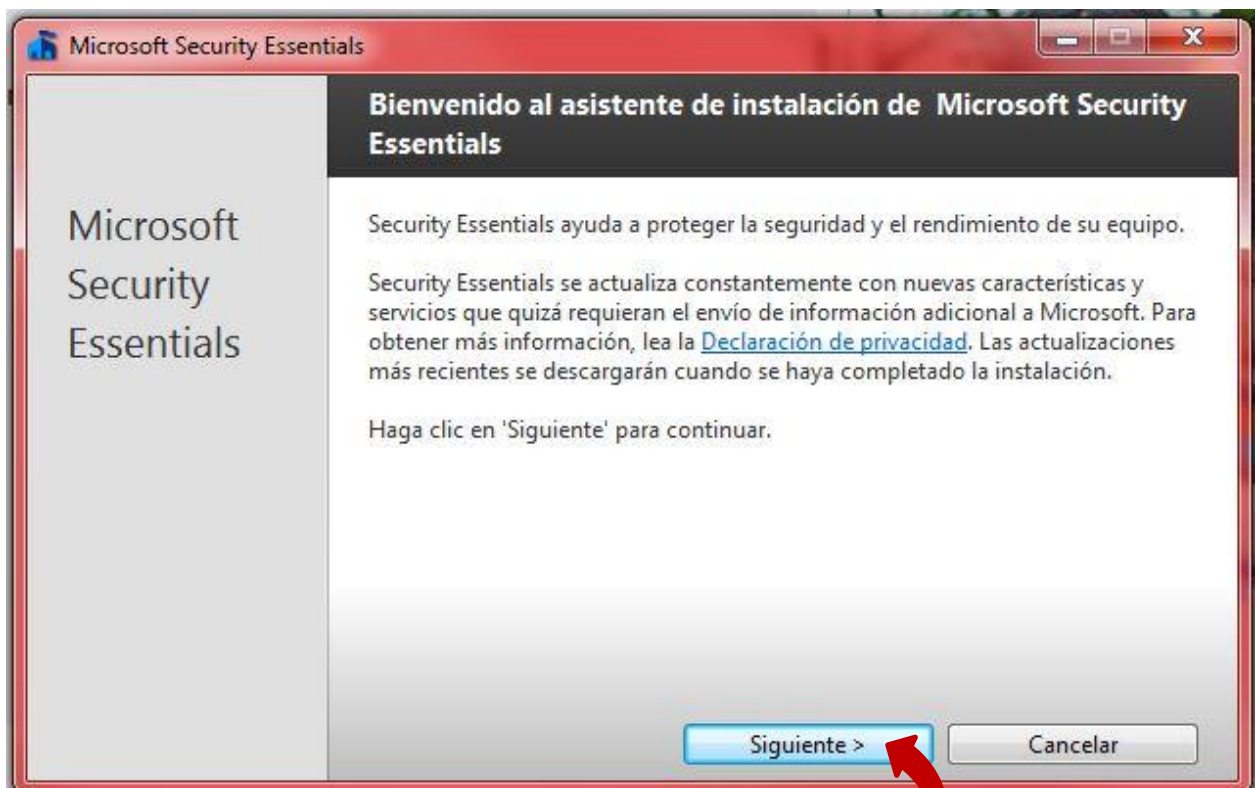 Microsoft Security Essentials
Bienvenido al asistente de instalación de Microsoft Security
Essentials
Microsoft
Security
Essentials
Security Essentials ayuda a proteger la seguridad y el rendimiento de su equipo.
Security Essentials se actualiza constantemente con nuevas características y
servicios que quizá requieran el envío de información adicional a Microsoft. Para
obtener más información, lea la Declaración de privacidad. Las actualizaciones
más recientes se descargarán cuando se haya completado la instalación.
Haga clic en 'Siguiente' para continuar.
Siguiente >
Cancelar